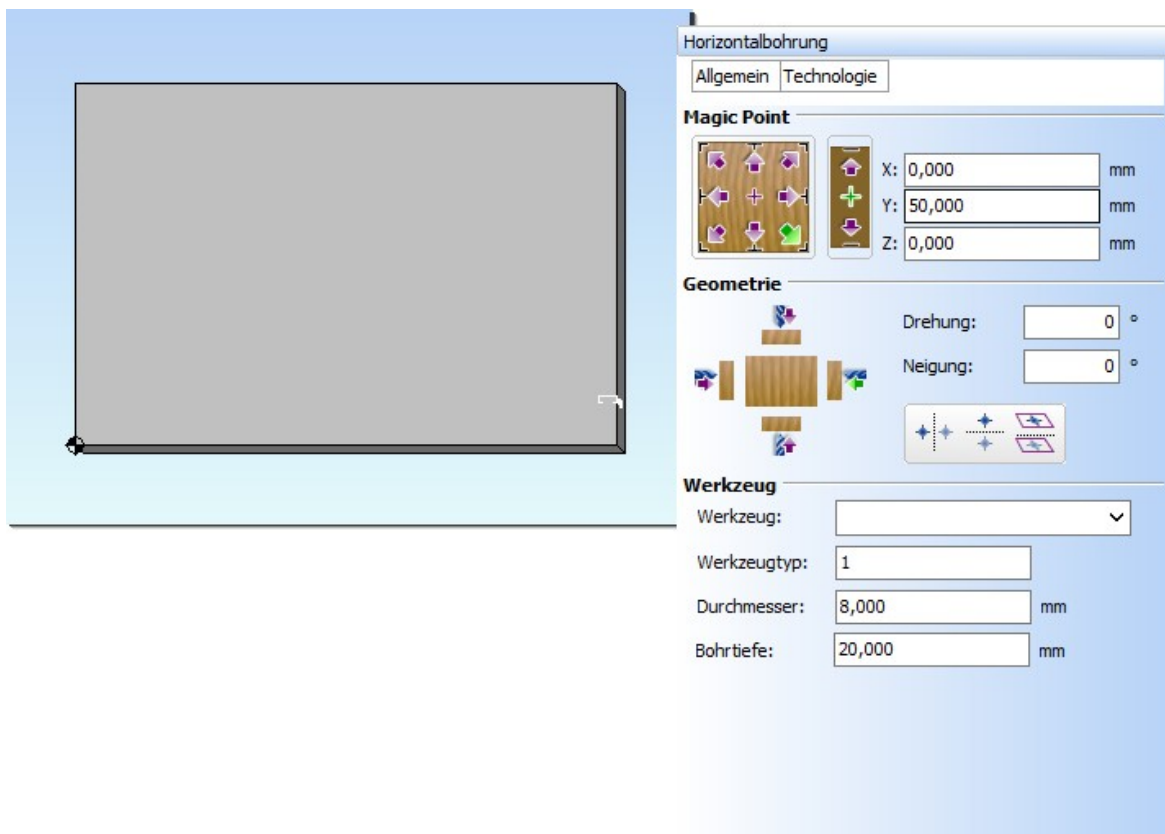 Horizontalbohrung
Allgemein Technologie
Magic Point
X: 0,000 mm
Y: 50,000 mm
Z: 0,000 mm
Geometrie
Drehung: 0 °
Neigung: 0 °
Werkzeug
Werkzeug:
Werkzeugtyp: 1
Durchmesser: 8,000 mm
Bohrtiefe: 20,000 mm